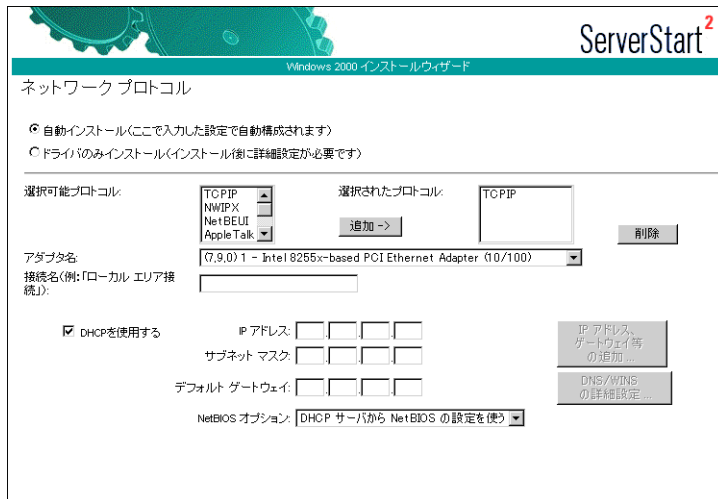 ServerStart2
Windows 2000 インストールウィザード
ネットワーク プロトコル
自動インストール(ここで入力した設定で自動構成されます)
ドライバのみインストール(インストール後に詳細設定が必要です)
選択可能プロトコル:
TCPIP
NWIPX
NetBEUI
AppleTalk
追加 ->
選択されたプロトコル:
TCPIP
削除
アダプタ名:
(7,9,0) 1 - Intel 8255x-based PCI Ethernet Adapter (10/100)
接続名(例:「ローカル エリア接
続」):
DHCPを使用する
IP アドレス:
サブネット マスク:
デフォルト ゲートウェイ:
NetBIOS オプション:
DHCP サーバから NetBIOS の設定を使う
IP アドレス、
ゲートウェイ等
の追加 ...
DNS/WINS
の詳細設定 ...